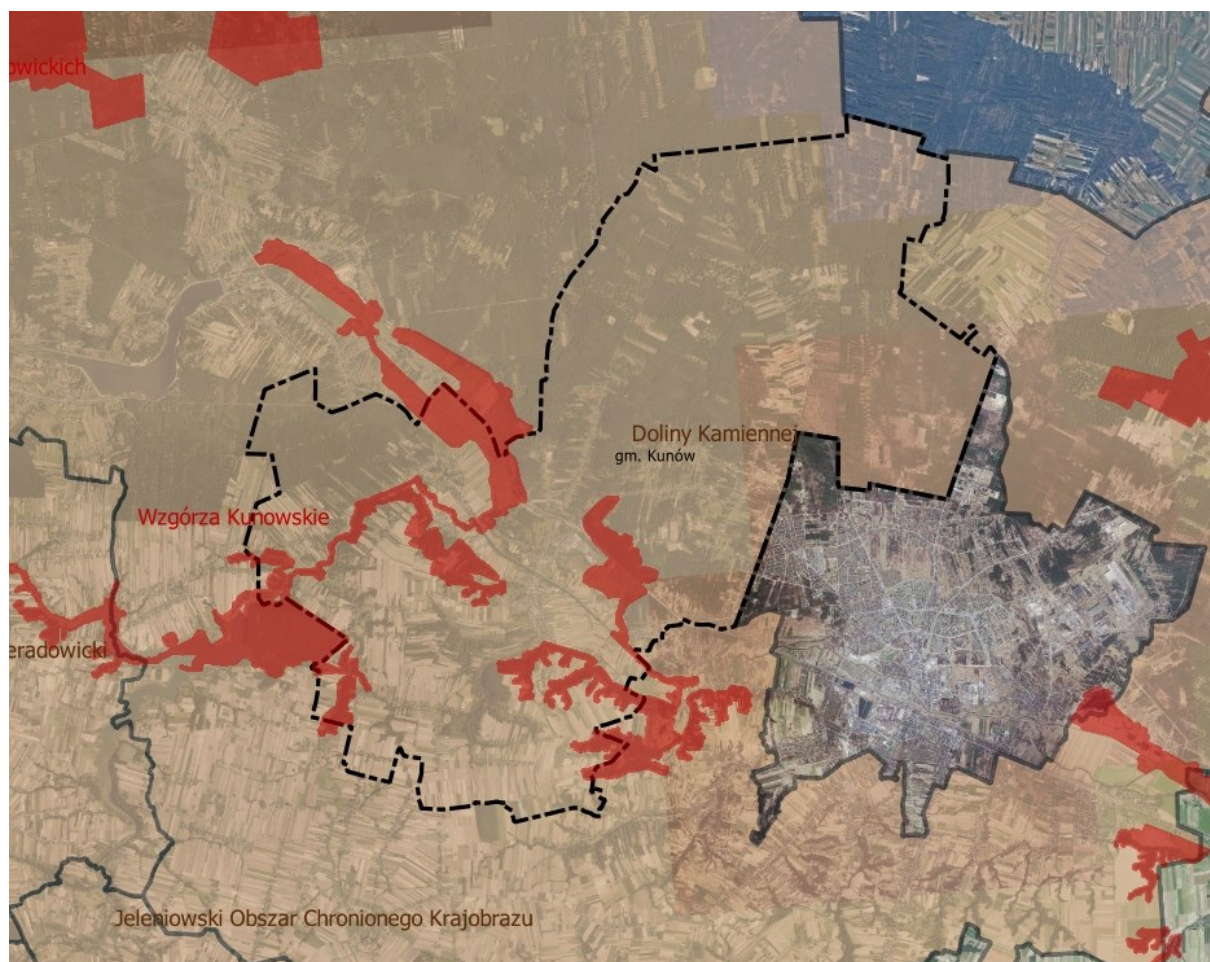 owickich
Doliny Kamiennej
gm. Kunów
Wzgórza Kunowskie
eradowicki
Jeleniowski Obszar Chronionego Krajobrazu